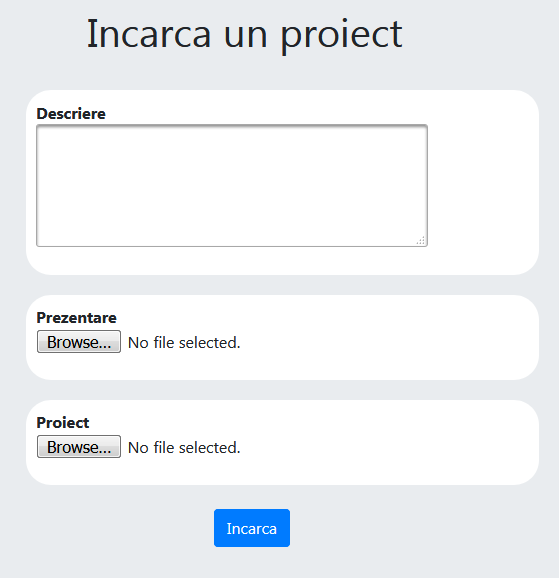 Incarca un proiect
Descriere
Prezentare
Browse... No file selected.
Proiect
Browse... No file selected.
Incarca